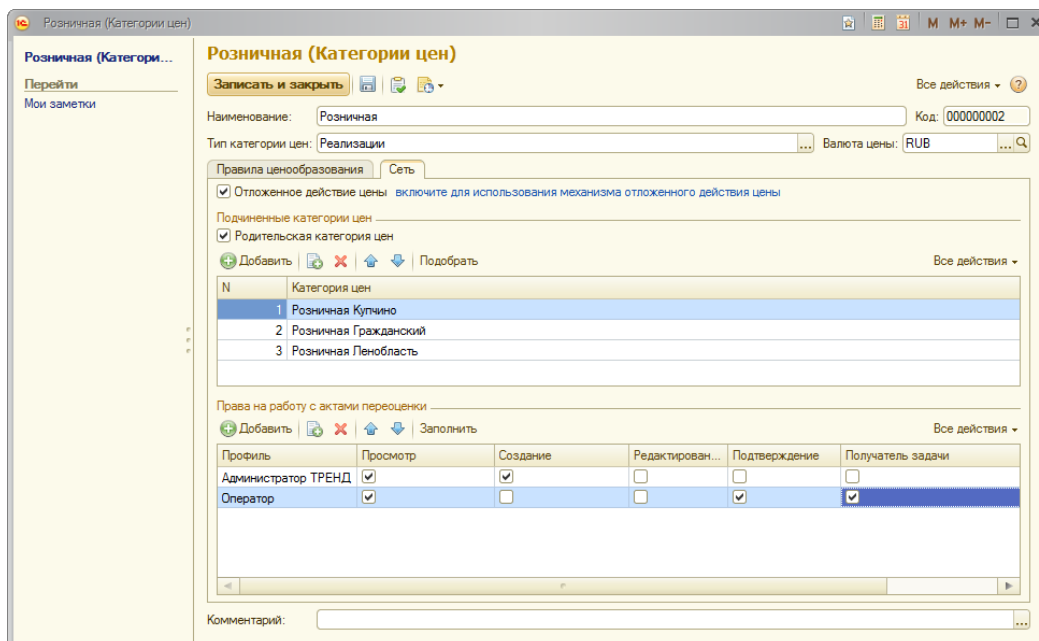 Розничная (Категории цен)
31 M M+ M-
Розничная (Категори...
Перейти
Мои заметки
Розничная (Категории цен)
Записать и закрыть Все действия ?
Наименование: Розничная Код: 000000002
Тип категории цен: Реализации ... Валюта цены: RUB ...
Правила ценообразования Сеть
Отложенное действие цены включите для использования механизма отложенного действия цены
Подчиненные категории цен
Родительская категория цен
Добавить Подобрать Все действия
N Категория цен
1 Розничная Купчино
2 Розничная Гражданский
3 Розничная Ленобласть
Права на работу с актами переоценки
Добавить Заполнить Все действия
Профиль Просмотр Создание Редактирован... Подтверждение Получатель задачи
Администратор ТРЕНД
Оператор
Комментарий: ...